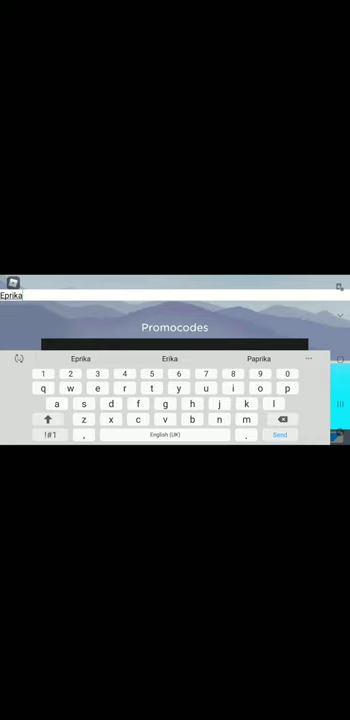 Eprika
Promocodes
Eprika Erika Paprika ...
1 2 3 4 5 6 7 8 9 0
q w e r t y u i o p
a s d f g h j k l
z x c v b n m
!#1 , English (UK) . Send